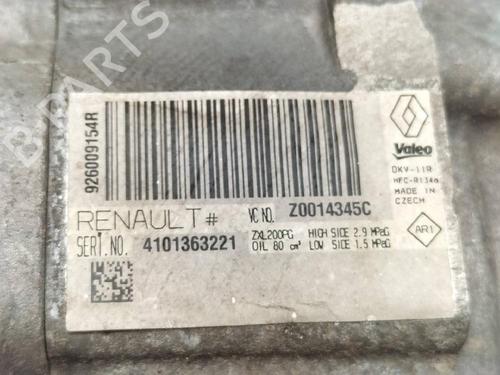 926009154R
Valeo
DKV-11R
HFC-R134a
MADE IN
CZECH
RENAULT #
VC.NO. Z0014345C
SERT.NO. 4101363221
ZXL200PG HIGH SIDE 2.9 MPaG
OIL 80 cm³ LOW SIDE 1.5 MPaG
AR1
B-PARTS
B-PARTS